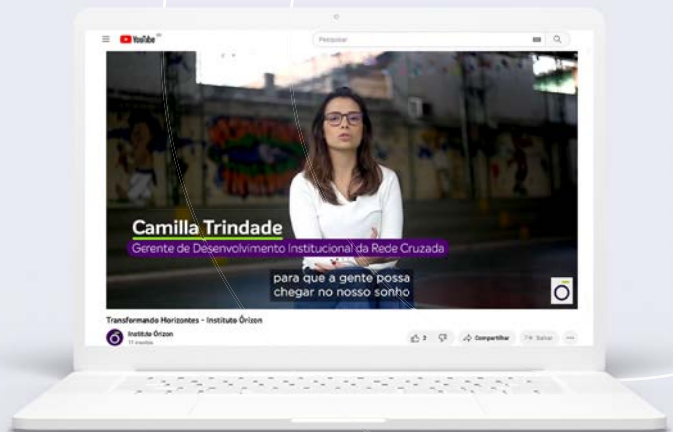 YouTube
Pesquisar
Camilla Trindade
Gerente de Desenvolvimento Institucional da Rede Cruzada
para que a gente possa
chegar no nosso sonho
Ó
Transformando Horizontes - Instituto Órizon
Ó
Instituto Órizon
Compartilhar
Salvar